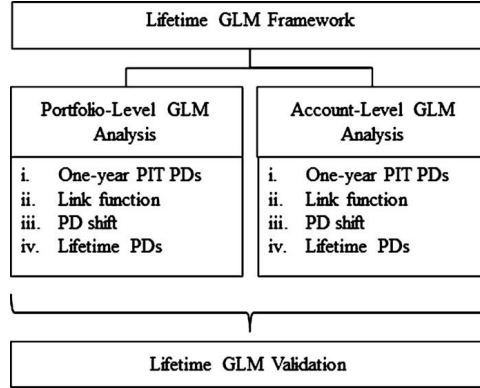 Lifetime GLM Framework
Portfolio-Level GLM
Analysis
i. One-year PIT PDs
ii. Link function
iii. PD shift
iv. Lifetime PDs
Account-Level GLM
Analysis
i. One-year PIT PDs
ii. Link function
iii. PD shift
iv. Lifetime PDs
Lifetime GLM Validation